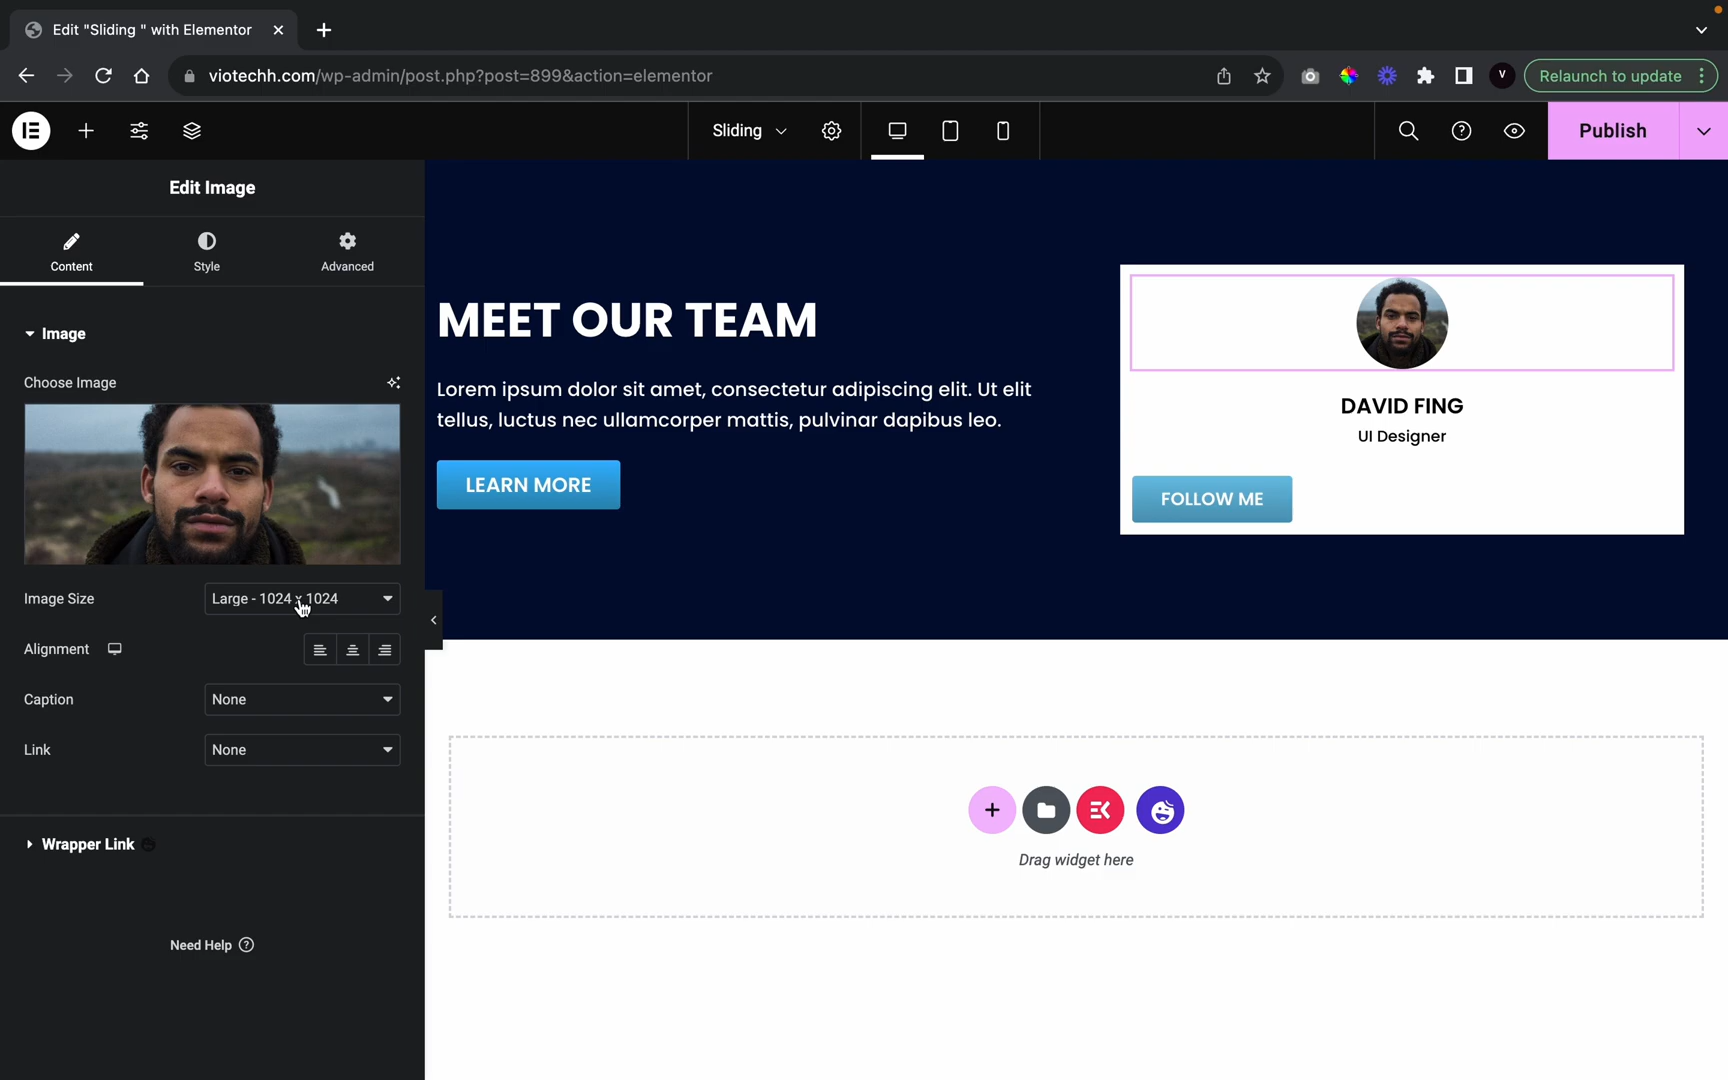 Edit "Sliding " with Elementor
viotechh.com/wp-admin/post.php?post=899&action=elementor
V
Relaunch to update
Sliding
Publish
Edit Image
Content
Style
Advanced
Image
Choose Image
Image Size
Large - 1024 x 1024
Alignment
Caption
None
Link
None
Wrapper Link
Need Help
MEET OUR TEAM
Lorem ipsum dolor sit amet, consectetur adipiscing elit. Ut elit
tellus, luctus nec ullamcorper mattis, pulvinar dapibus leo.
LEARN MORE
DAVID FING
UI Designer
FOLLOW ME
Drag widget here